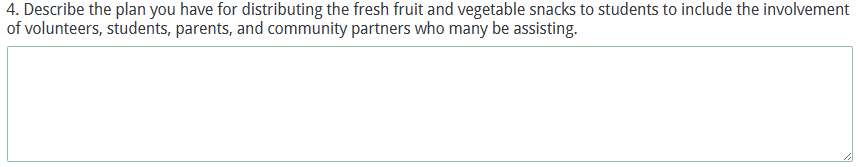 4. Describe the plan you have for distributing the fresh fruit and vegetable snacks to students to include the involvement
of volunteers, students, parents, and community partners who many be assisting.